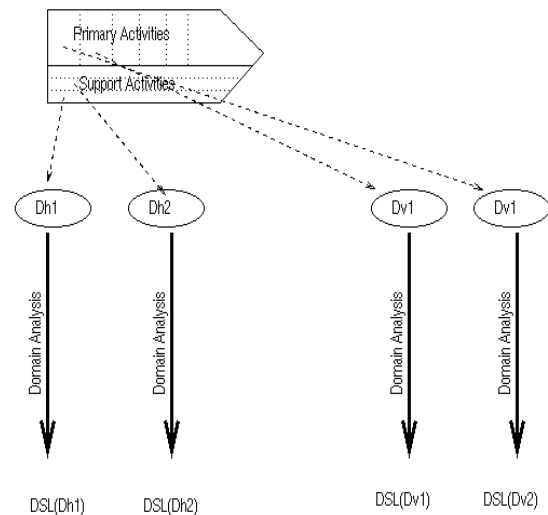 Primary Activities
Support Activities
Dh1
Dh2
Dv1
Dv1
Domain Analysis
Domain Analysis
Domain Analysis
Domain Analysis
DSL(Dh1)
DSL(Dh2)
DSL(Dv1)
DSL(Dv2)